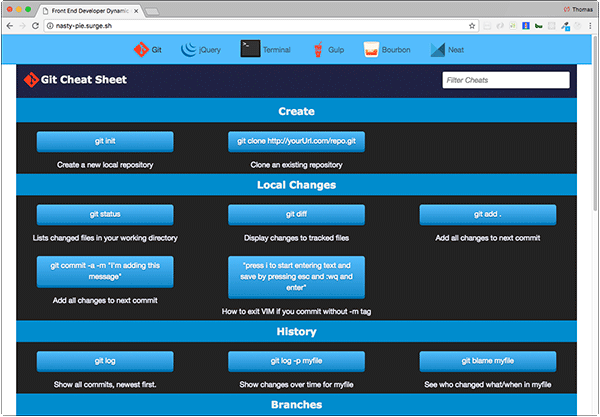 Front End Developer Dynamic
Thomas
nasty-pie.surge.sh
Git jQuery Terminal Gulp Bourbon Neat
Git Cheat Sheet
Filter Cheats
Create
git init git clone http://yourUrl.com/repo.git
Create a new local repository Clone an existing repository
Local Changes
git status git diff git add .
Lists changed files in your working directory Display changes to tracked files Add all changes to next commit
git commit -a -m "I'm adding this
message"
Add all changes to next commit
"press i to start entering text and
save by pressing esc and :wq and
enter"
How to exit VIM if you commit without -m tag
History
git log git log -p myfile git blame myfile
Show all commits, newest first. Show changes over time for myfile See who changed what/when in myfile
Branches